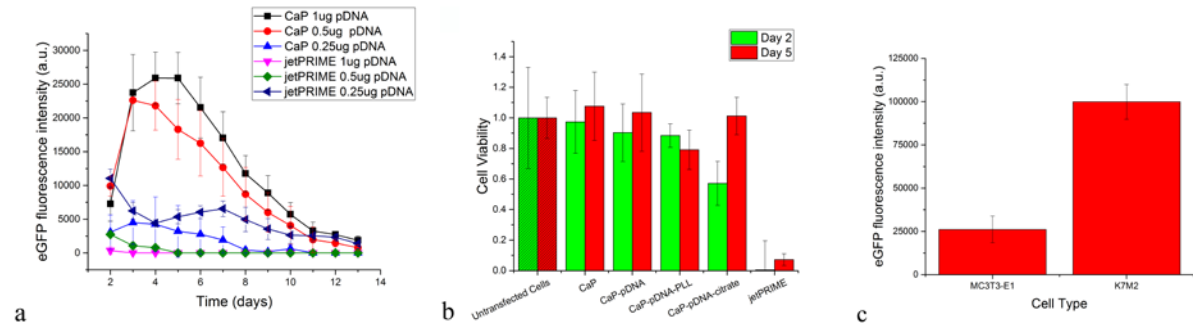 CaP 1ug pDNA
CaP 0.5ug pDNA
CaP 0.25ug pDNA
jetPRIME 1ug pDNA
jetPRIME 0.5ug pDNA
jetPRIME 0.25ug pDNA
30000
25000
20000
15000
10000
5000
0
eGFP fluorescence intensity (a.u.)
2 4 6 8 10 12 14
Time (days)
a
b
Day 2
Day 5
1.6
1.4
1.2
1.0
0.8
0.6
0.4
0.2
0.0
Cell Viability
Untransfected Cells
CaP
CaP-pDNA
CaP-pDNA-PLL
CaP-pDNA-citrate
jetPRIME
125000
100000
75000
50000
25000
0
eGFP fluorescence intensity (a.u.)
MC3T3-E1 K7M2
Cell Type
c